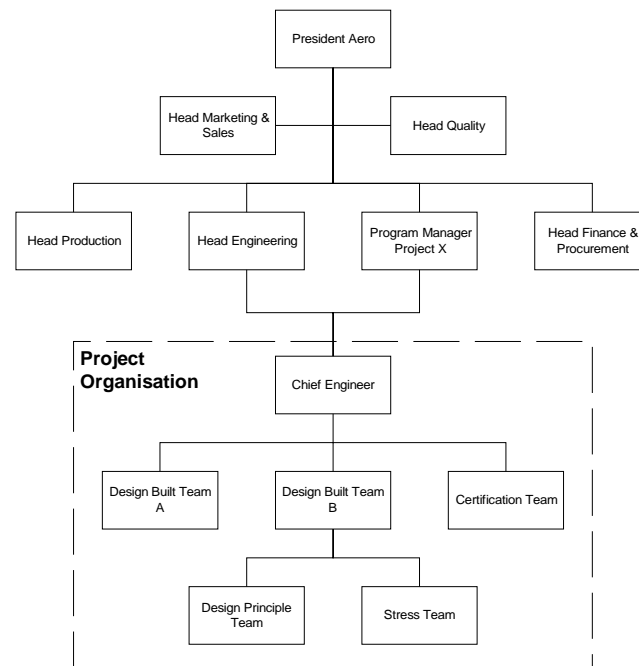 President Aero
Head Marketing &
Sales
Head Quality
Head Production
Head Engineering
Program Manager
Project X
Head Finance &
Procurement
Project
Organisation
Chief Engineer
Design Built Team
A
Design Built Team
B
Certification Team
Design Principle
Team
Stress Team